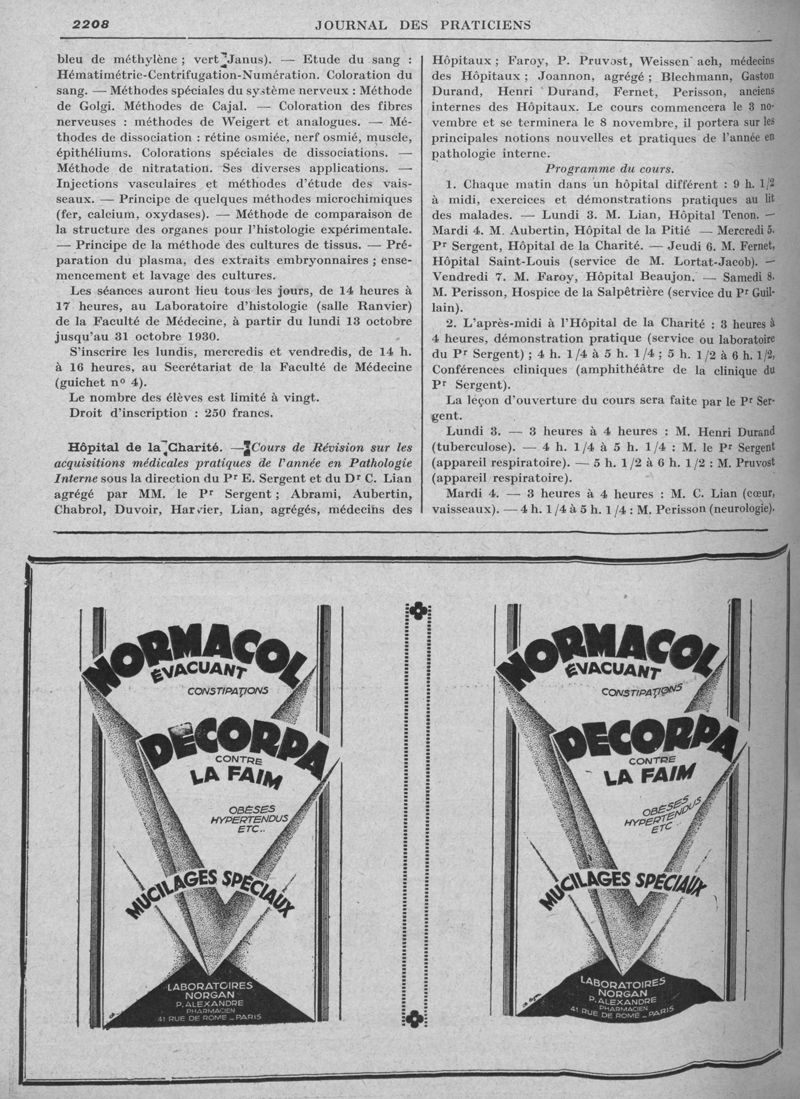 2208
JOURNAL DES PRATICIENS
bleu de méthylène ; vert Janus). — Etude du sang :
Hématimétrie-Centrifugation-Numération. Coloration du
sang. — Méthodes spéciales du système nerveux : Méthode
de Golgi. Méthodes de Cajal. — Coloration des fibres
nerveuses : méthodes de Weigert et analogues. — Mé-
thodes de dissociation : rétine osmiée, nerf osmié, muscle,
épithéliums. Colorations spéciales de dissociations. —
Méthode de nitratation. Ses diverses applications. —
Injections vasculaires et méthodes d'étude des vais-
seaux. — Principe de quelques méthodes microchimiques
(fer, calcium, oxydases). — Méthode de comparaison de
la structure des organes pour l'histologie expérimentale.
— Principe de la méthode des cultures de tissus. — Pré-
paration du plasma, des extraits embryonnaires ; ense-
mencement et lavage des cultures.
Les séances auront lieu tous les jours, de 14 heures à
17 heures, au Laboratoire d'histologie (salle Ranvier)
de la Faculté de Médecine, à partir du lundi 13 octobre
jusqu'au 31 octobre 1930.
S'inscrire les lundis, mercredis et vendredis, de 14 h.
à 16 heures, au Secrétariat de la Faculté de Médecine
(guichet nº 4).
Le nombre des élèves est limité à vingt.
Droit d'inscription : 250 francs.
Hôpital de la Charité. — Cours de Révision sur les
acquisitions médicales pratiques de l'année en Pathologie
Interne sous la direction du Pr E. Sergent et du Dr C. Lian
agrégé par MM. le Pr Sergent ; Abrami, Aubertin,
Chabrol, Duvoir, Harvier, Lian, agrégés, médecins des
Hôpitaux ; Faroy, P. Pruvost, Weissen ach, médecins
des Hôpitaux ; Joannon, agrégé ; Blechmann, Gaston
Durand, Henri Durand, Fernet, Perisson, anciens
internes des Hôpitaux. Le cours commencera le 3 no-
vembre et se terminera le 8 novembre, il portera sur les
principales notions nouvelles et pratiques de l'année en
pathologie interne.
Programme du cours.
1. Chaque matin dans un hôpital différent : 9 h. 1/2
à midi, exercices et démonstrations pratiques au lit
des malades. — Lundi 3. M. Lian, Hôpital Tenon. —
Mardi 4. M. Aubertin, Hôpital de la Pitié — Mercredi 5.
Pr Sergent, Hôpital de la Charité. — Jeudi 6. M. Fernet,
Hôpital Saint-Louis (service de M. Lortat-Jacob). —
Vendredi 7. M. Faroy, Hôpital Beaujon. — Samedi 8.
M. Perisson, Hospice de la Salpêtrière (service du Pr Guil-
lain).
2. L'après-midi à l'Hôpital de la Charité : 3 heures à
4 heures, démonstration pratique (service ou laboratoire
du Pr Sergent) ; 4 h. 1/4 à 5 h. 1/4 ; 5 h. 1/2 à 6 h. 1/2,
Conférences cliniques (amphithéâtre de la clinique du
Pr Sergent).
La leçon d'ouverture du cours sera faite par le Pr Ser-
gent.
Lundi 3. — 3 heures à 4 heures : M. Henri Durand
(tuberculose). — 4 h. 1/4 à 5 h. 1/4 : M. le Pr Sergent
(appareil respiratoire). — 5 h. 1/2 à 6 h. 1/2 : M. Pruvost
(appareil respiratoire).
Mardi 4. — 3 heures à 4 heures : M. C. Lian (cœur,
vaisseaux). — 4 h. 1/4 à 5 h. 1/4 : M. Perisson (neurologie).
NORMACOL
ÉVACUANT
CONSTIPATIONS
DÉCORPA
CONTRE
LA FAIM
OBÈSES
HYPERTENDUS
ETC..
MUCILAGES SPÉCIAUX
LABORATOIRES
NORGAN
P. ALEXANDRE
PHARMACIEN
41 RUE DE ROME _ PARIS
NORMACOL
ÉVACUANT
CONSTIPATIONS
DECORPA
CONTRE
LA FAIM
OBÈSES
HYPERTENDUS
ETC ..
MUCILAGES SPÉCIAUX
LABORATOIRES
NORGAN
P. ALEXANDRE
PHARMACIEN
41 RUE DE ROME _ PARIS